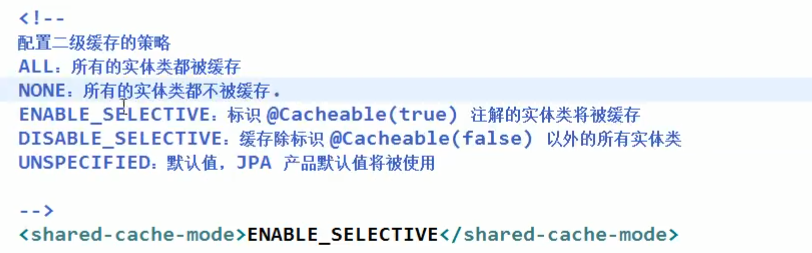 <!--
配置二级缓存的策略
ALL：所有的实体类都被缓存
NONE：所有的实体类都不被缓存.
ENABLE_SELECTIVE：标识 @Cacheable(true) 注解的实体类将被缓存
DISABLE_SELECTIVE：缓存除标识 @Cacheable(false) 以外的所有实体类
UNSPECIFIED：默认值，JPA 产品默认值将被使用
-->
<shared-cache-mode>ENABLE_SELECTIVE</shared-cache-mode>